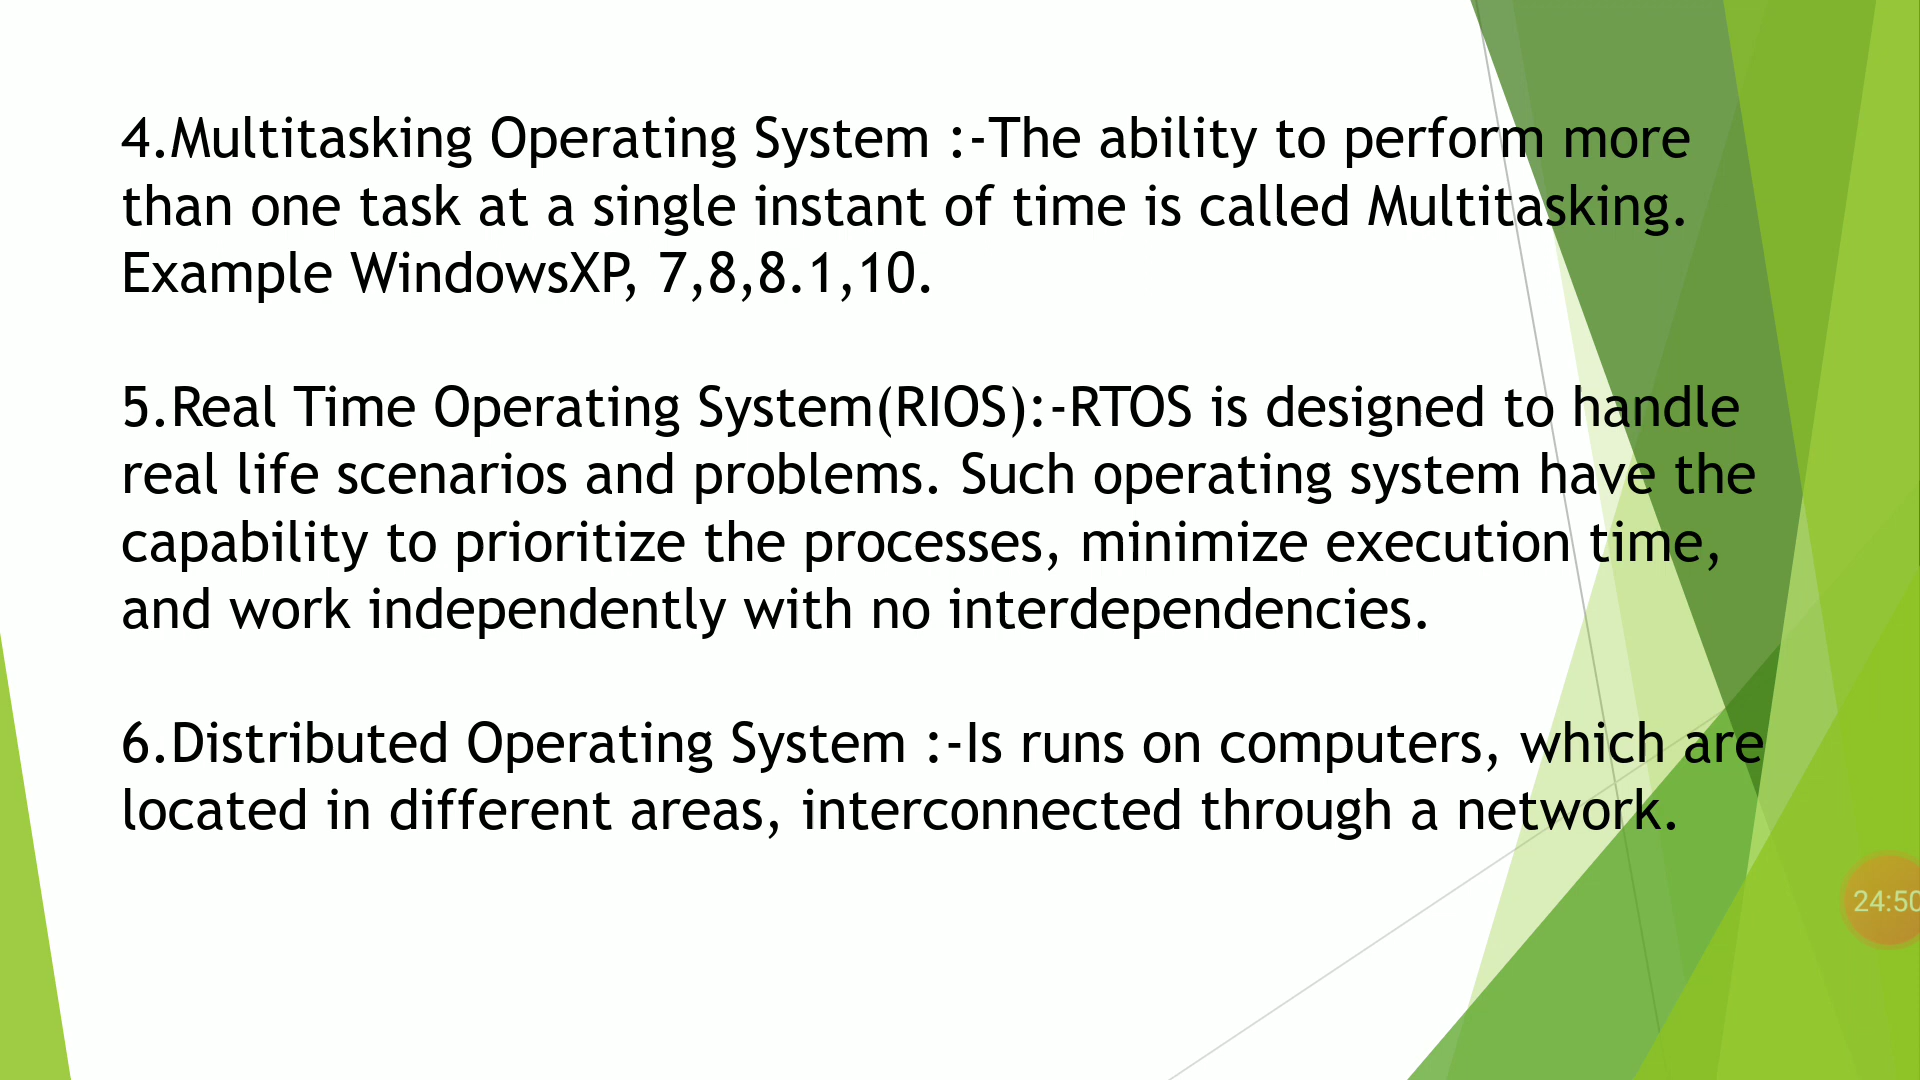 4.Multitasking Operating System :-The ability to perform more
than one task at a single instant of time is called Multitasking.
Example WindowsXP, 7,8,8.1,10.
5.Real Time Operating System(RIOS):-RTOS is designed to handle
real life scenarios and problems. Such operating system have the
capability to prioritize the processes, minimize execution time,
and work independently with no interdependencies.
6.Distributed Operating System :-Is runs on computers, which are
located in different areas, interconnected through a network.
24:50